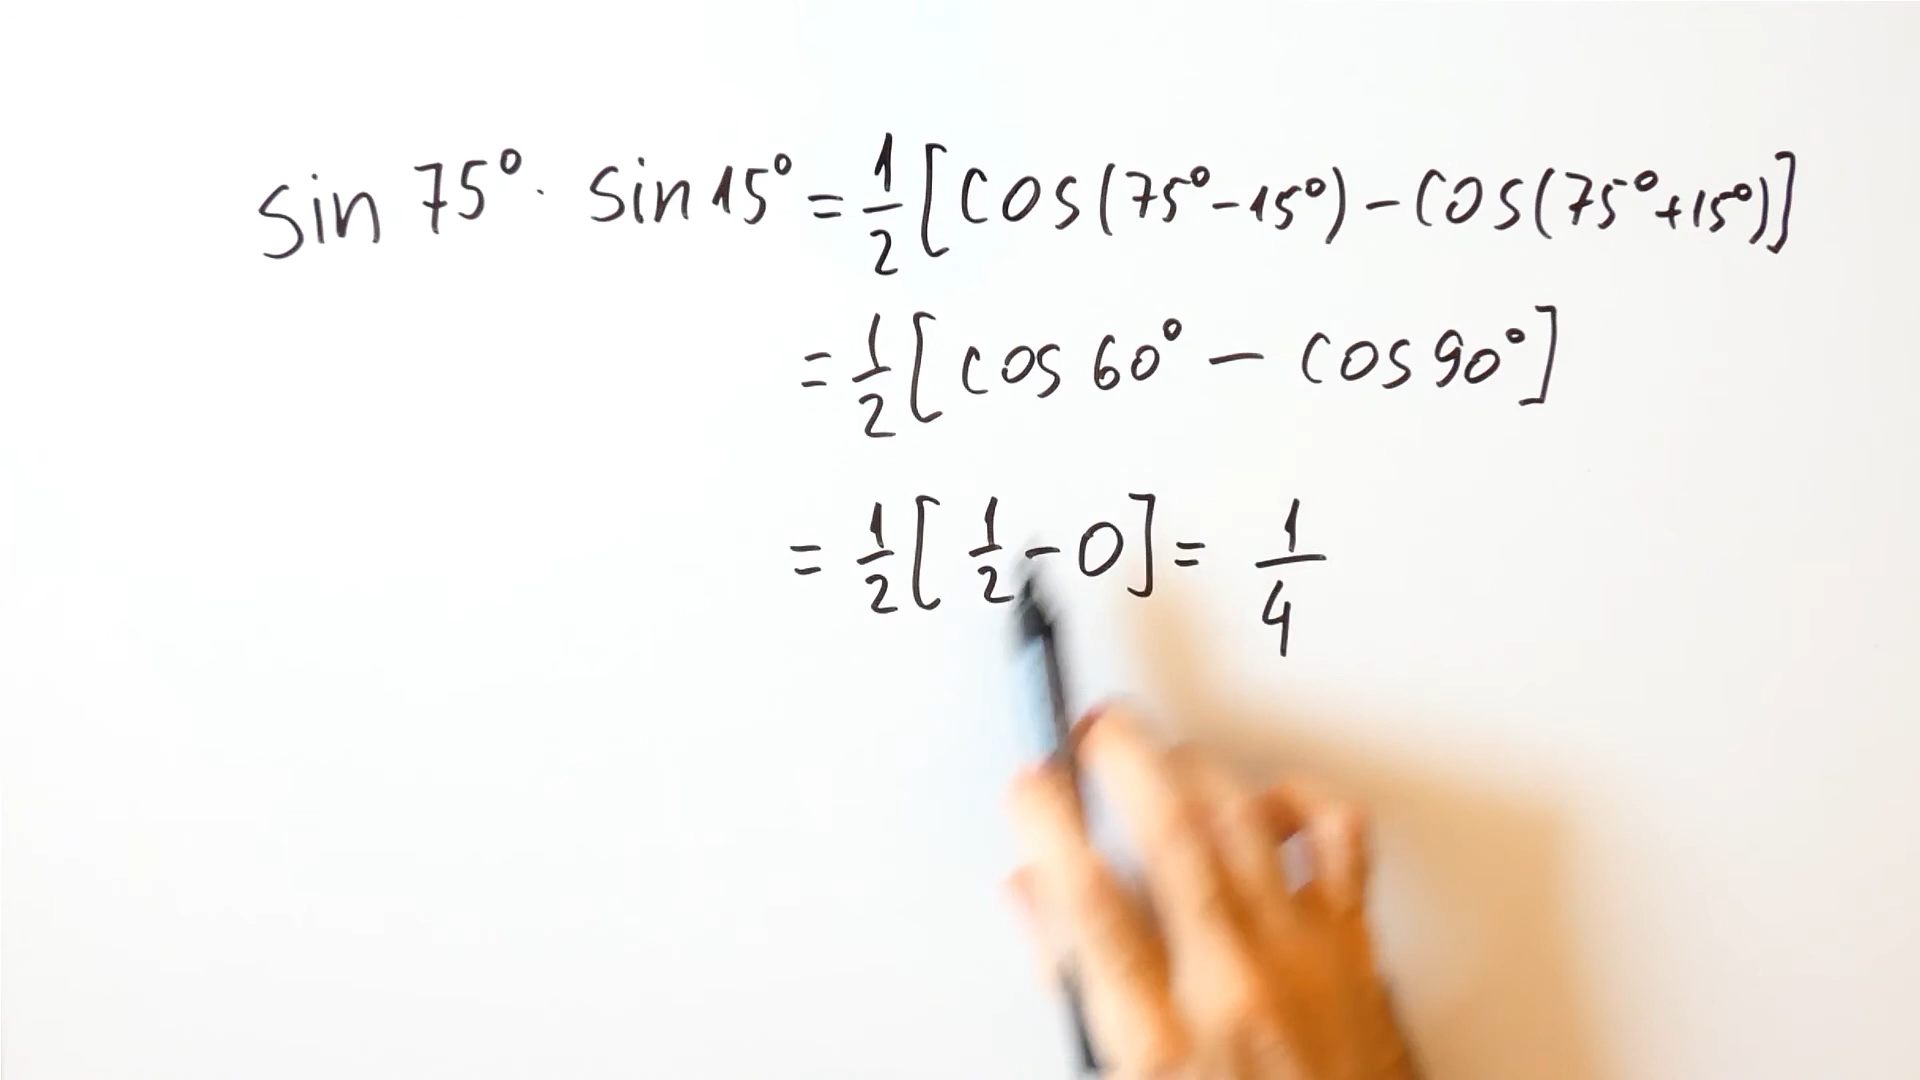 sin 75° · sin 15° = 1/2 [cos(75° - 15°) - cos(75° + 15°)]
= 1/2 [cos 60° - cos 90°]
= 1/2 [1/2 - 0] = 1/4